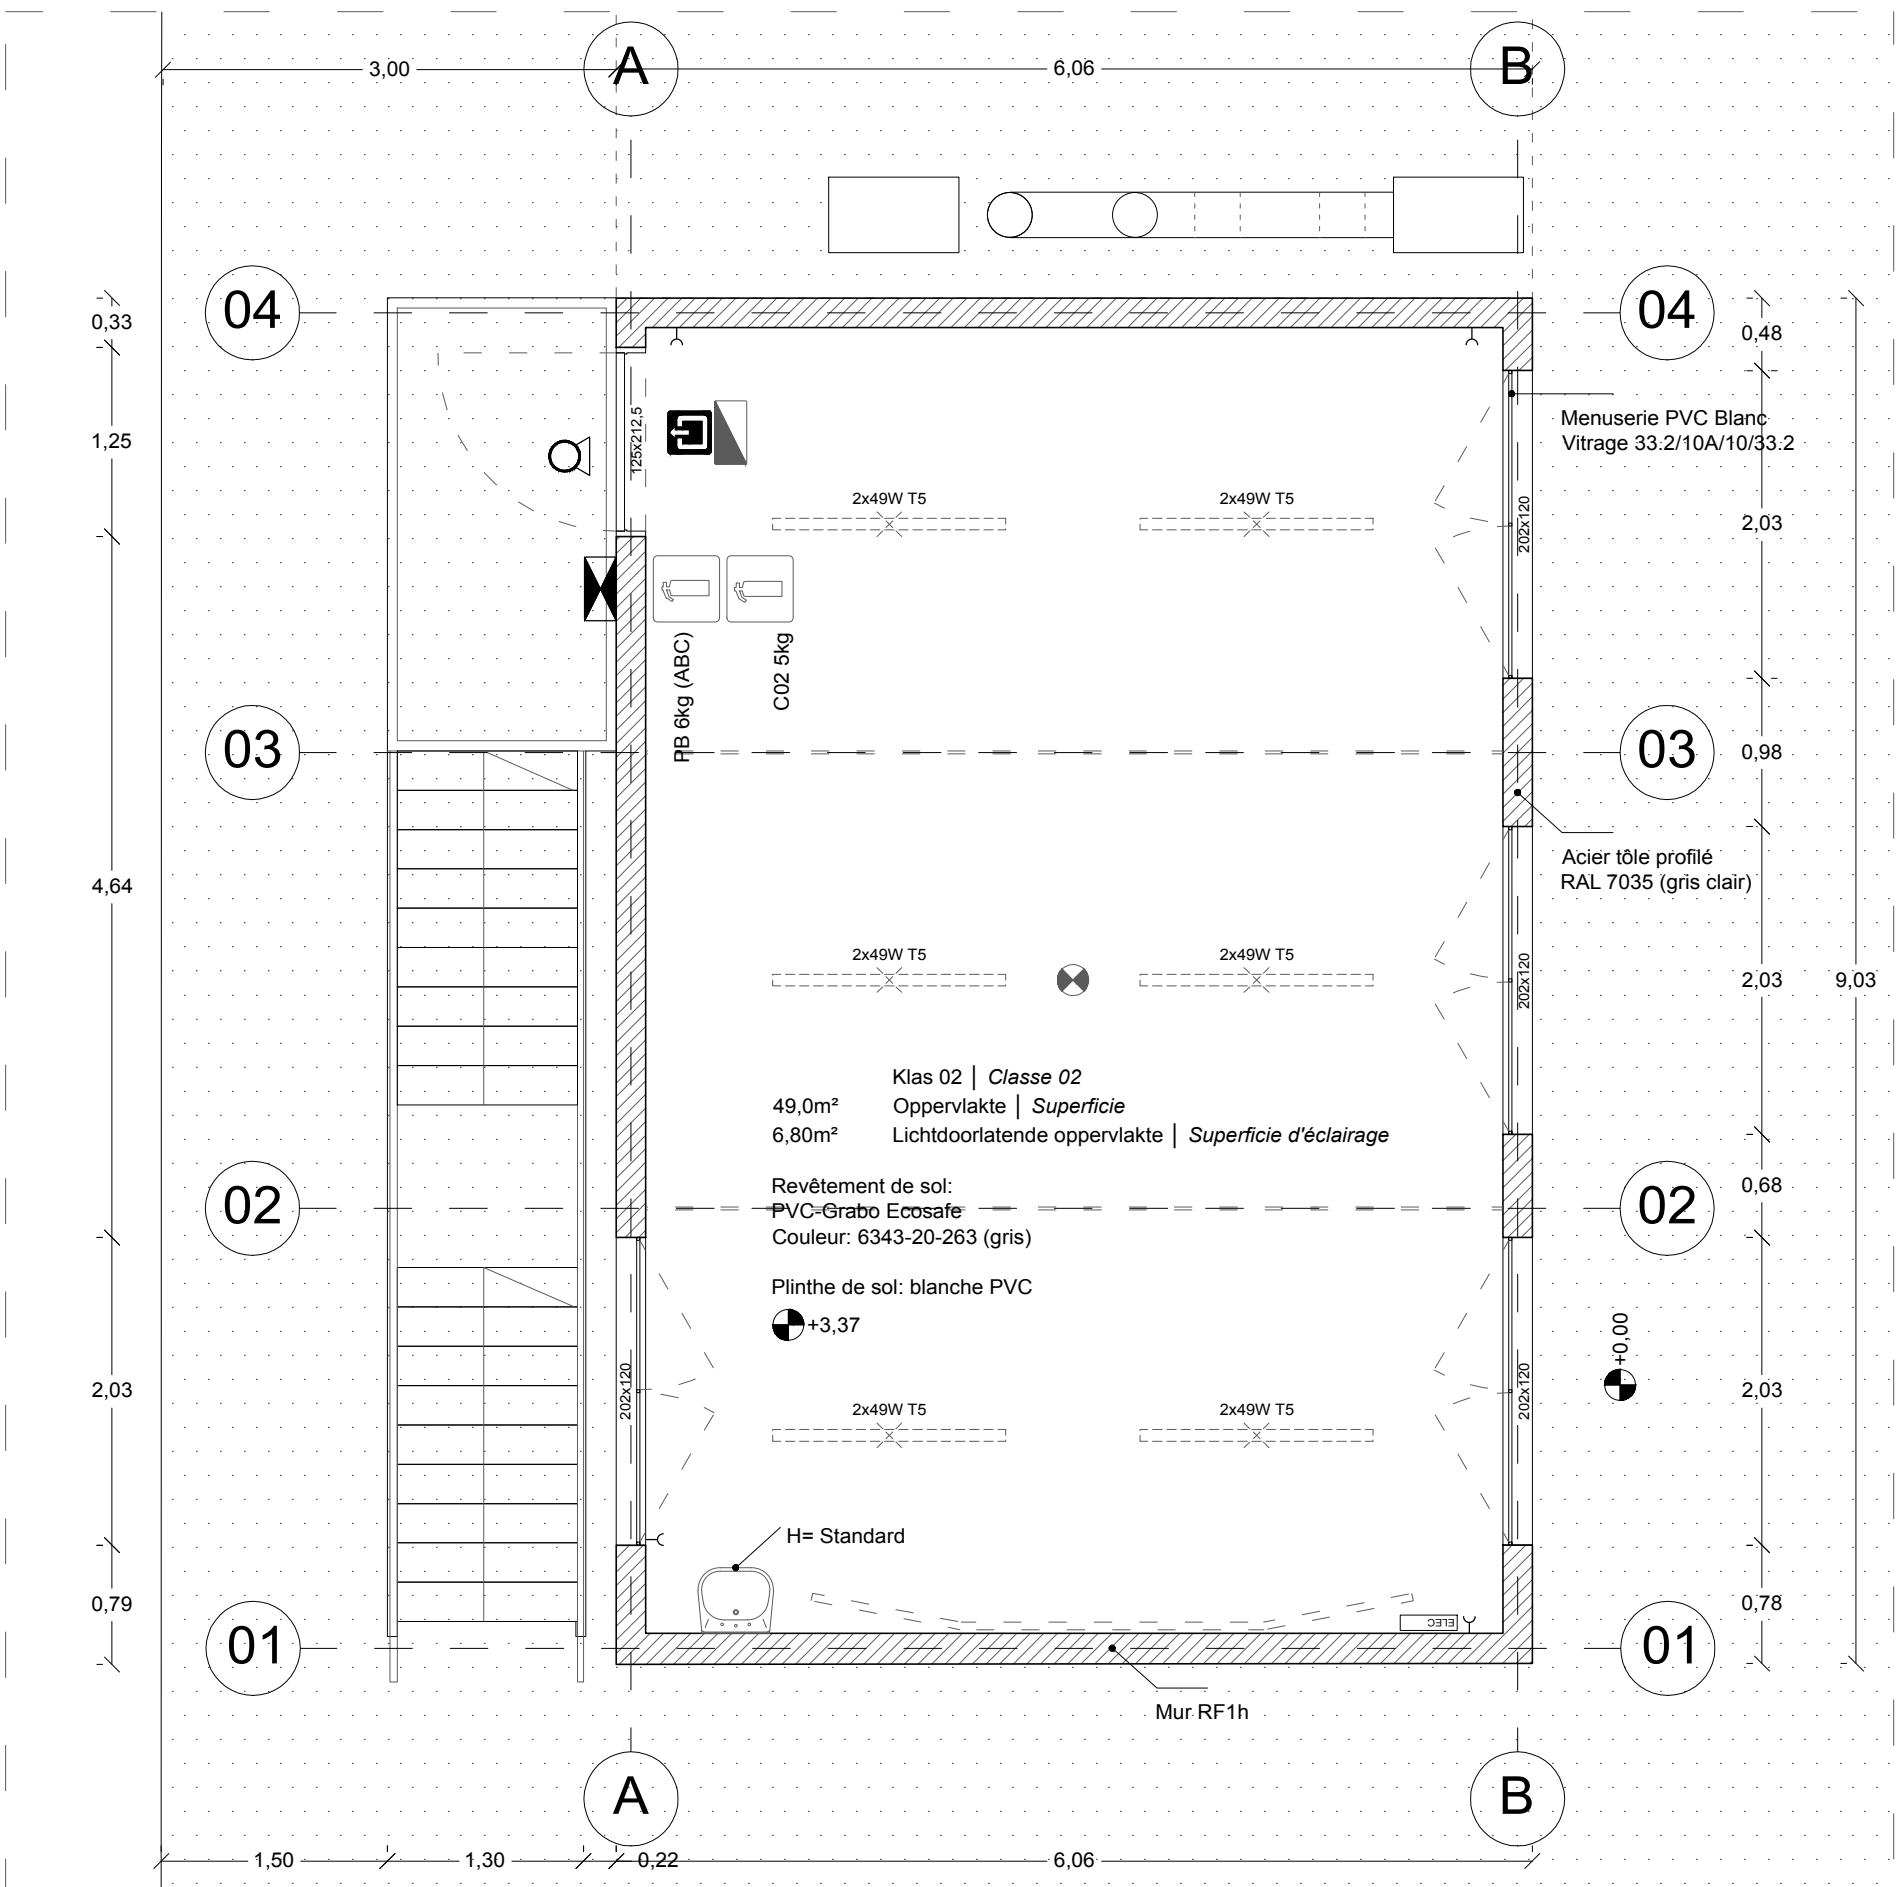 A
B
3,00
6,06
04
04
0,33
0,48
1,25
125x212,5
Menuserie PVC Blanc
Vitrage 33.2/10A/10/33.2
2x49W T5
2x49W T5
202x120
2,03
PB 6kg (ABC)
C02 5kg
03
03
0,98
Acier tôle profilé
RAL 7035 (gris clair)
4,64
2x49W T5
2x49W T5
202x120
2,03
9,03
Klas 02 | Classe 02
49,0m² Oppervlakte | Superficie
6,80m² Lichtdoorlatende oppervlakte | Superficie d'éclairage
02
02
0,68
Revêtement de sol:
PVC-Grabo Ecosafe
Couleur: 6343-20-263 (gris)
Plinthe de sol: blanche PVC
+3,37
+0,00
2,03
202x120
2x49W T5
2x49W T5
202x120
2,03
H= Standard
0,79
0,78
ELEC
01
01
Mur RF1h
A
B
1,50
1,30
0,22
6,06